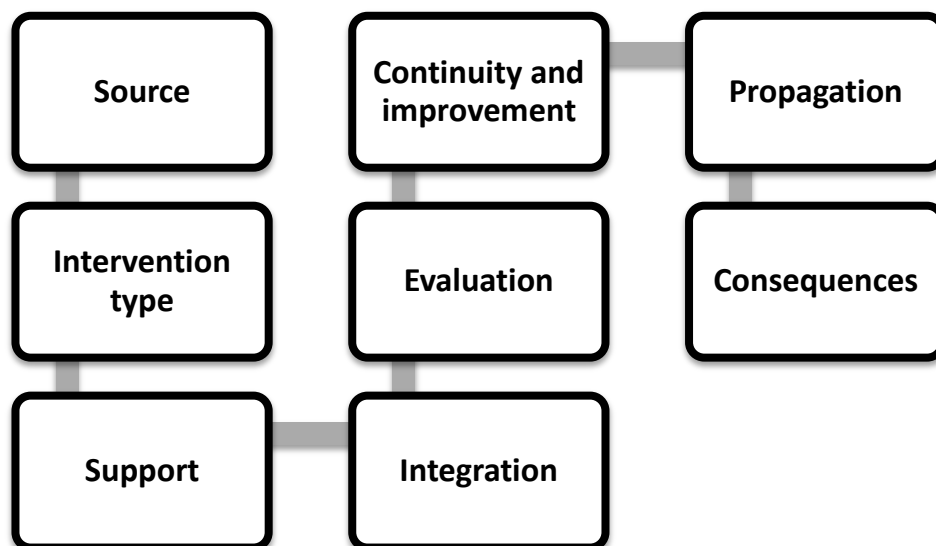 Source
Intervention
type
Support
Integration
Evaluation
Continuity and
improvement
Propagation
Consequences